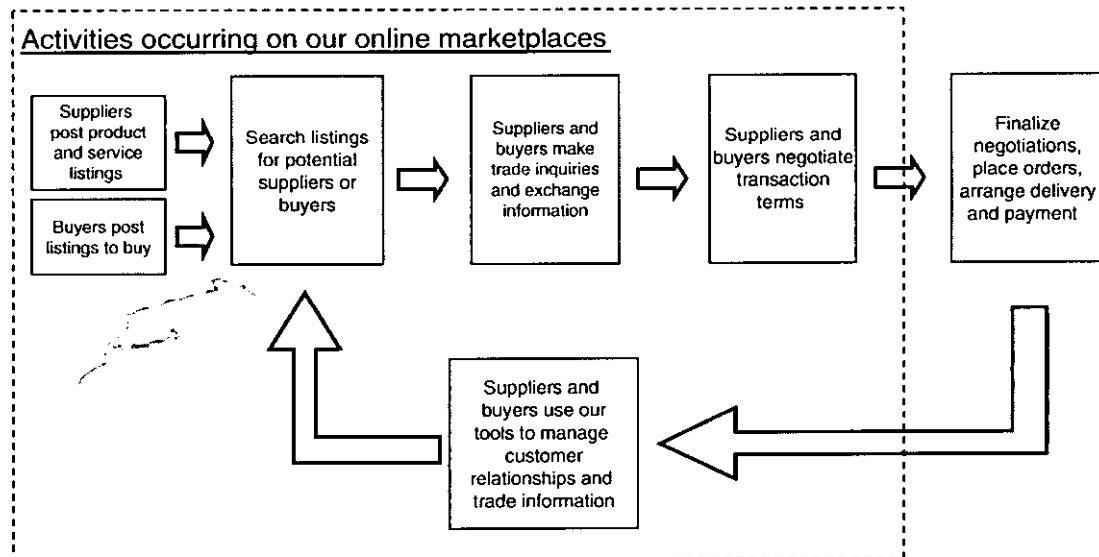 Activities occurring on our online marketplaces
Suppliers
post product
and service
listings
Buyers post
listings to buy
Search listings
for potential
suppliers or
buyers
Suppliers and
buyers make
trade inquiries
and exchange
information
Suppliers and
buyers negotiate
transaction
terms
Finalize
negotiations,
place orders,
arrange delivery
and payment
Suppliers and
buyers use our
tools to manage
customer
relationships and
trade information